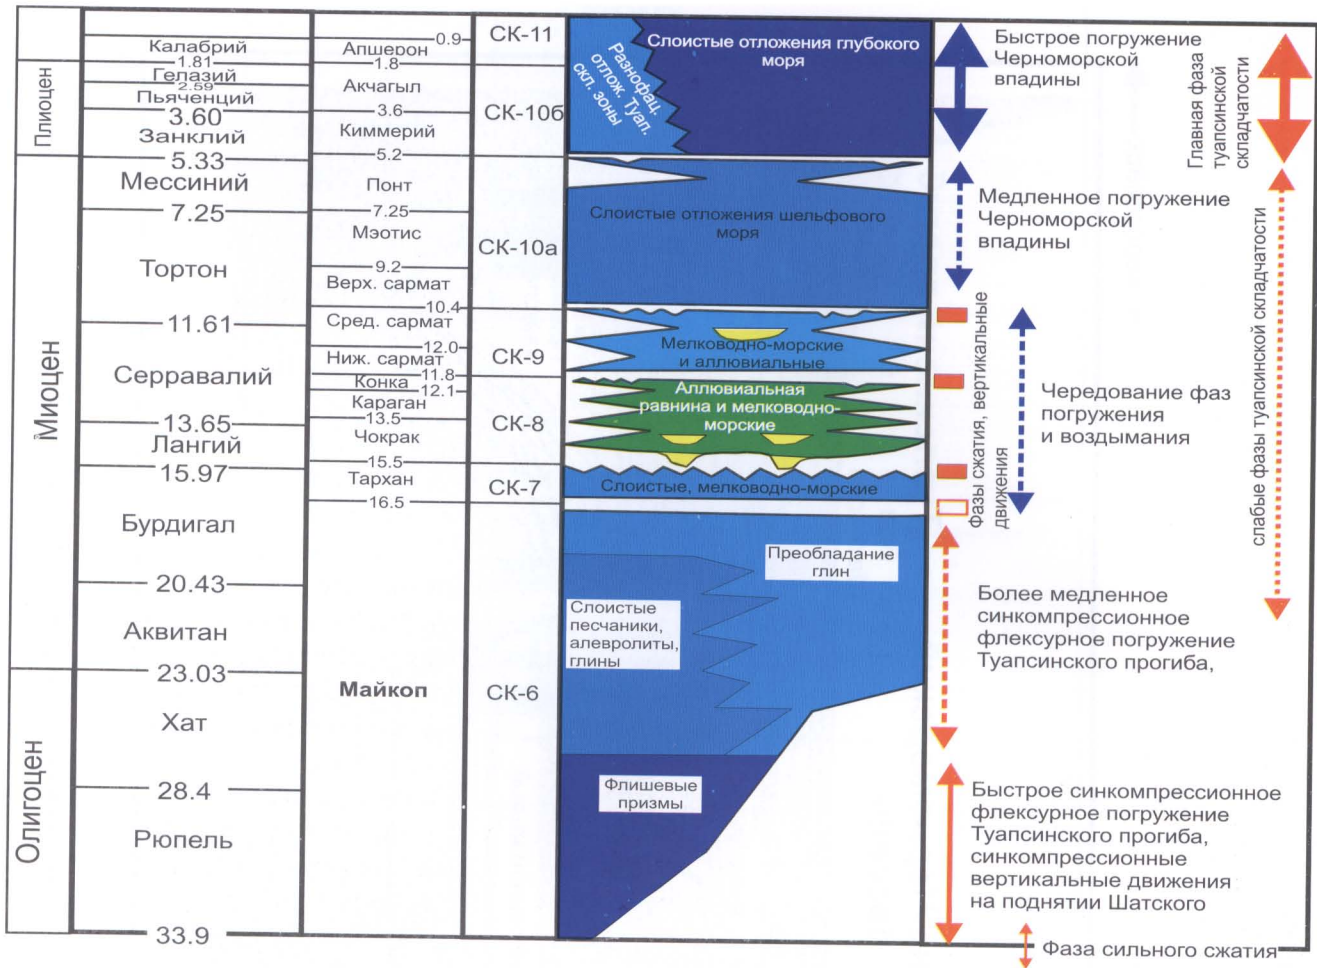 Плиоцен
Миоцен
Олигоцен
Калабрий
1.81
Гелазий
2.59
Пьяченций
3.60
Занклий
5.33
Мессиний
7.25
Тортон
11.61
Серравалий
13.65
Лангий
15.97
Бурдигал
20.43
Аквитан
23.03
Хат
28.4
Рюпель
33.9
0.9
Апшерон
1.8
Акчагыл
3.6
Киммерий
5.2
Понт
7.25
Мэотис
9.2
Верх. сармат
10.4
Сред. сармат
12.0
Ниж. сармат
11.8
Конка
12.1
Караган
13.5
Чокрак
15.5
Тархан
16.5
Майкоп
СК-11
СК-10б
СК-10а
СК-9
СК-8
СК-7
СК-6
Разнофац.
отлож. Туап.
скл. зоны
Слоистые отложения глубокого
моря
Слоистые отложения шельфового
моря
Мелководно-морские
и аллювиальные
Аллювиальная
равнина и мелководно-
морские
Слоистые, мелководно-морские
Преобладание
глин
Слоистые
песчаники,
алевролиты,
глины
Флишевые
призмы
Быстрое погружение
Черноморской
впадины
Главная фаза
туапсинской
складчатости
Медленное погружение
Черноморской
впадины
Фазы сжатия, вертикальные
движения
Чередование фаз
погружения
и воздымания
слабые фазы туапсинской складчатости
Более медленное
синкомпрессионное
флексурное погружение
Туапсинского прогиба,
Быстрое синкомпрессионное
флексурное погружение
Туапсинского прогиба,
синкомпрессионные
вертикальные движения
на поднятии Шатского
Фаза сильного сжатия